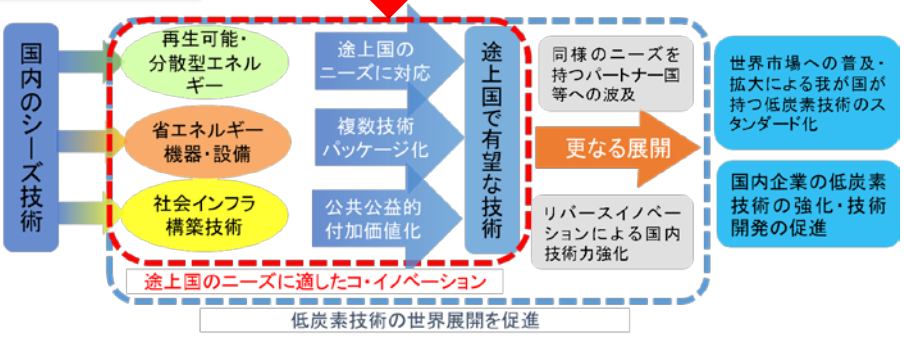 国内のシーズ技術
再生可能・
分散型エネル
ギー
省エネルギー
機器・設備
社会インフラ
構築技術
途上国の
ニーズに対応
複数技術
パッケージ化
公共公益的
付加価値化
途上国で有望な技術
同様のニーズを
持つパートナー国
等への波及
更なる展開
リバースイノベー
ションによる国内
技術力強化
世界市場への普及・
拡大による我が国が
持つ低炭素技術のス
タンダード化
国内企業の低炭素
技術の強化・技術
開発の促進
途上国のニーズに適したコ・イノベーション
低炭素技術の世界展開を促進